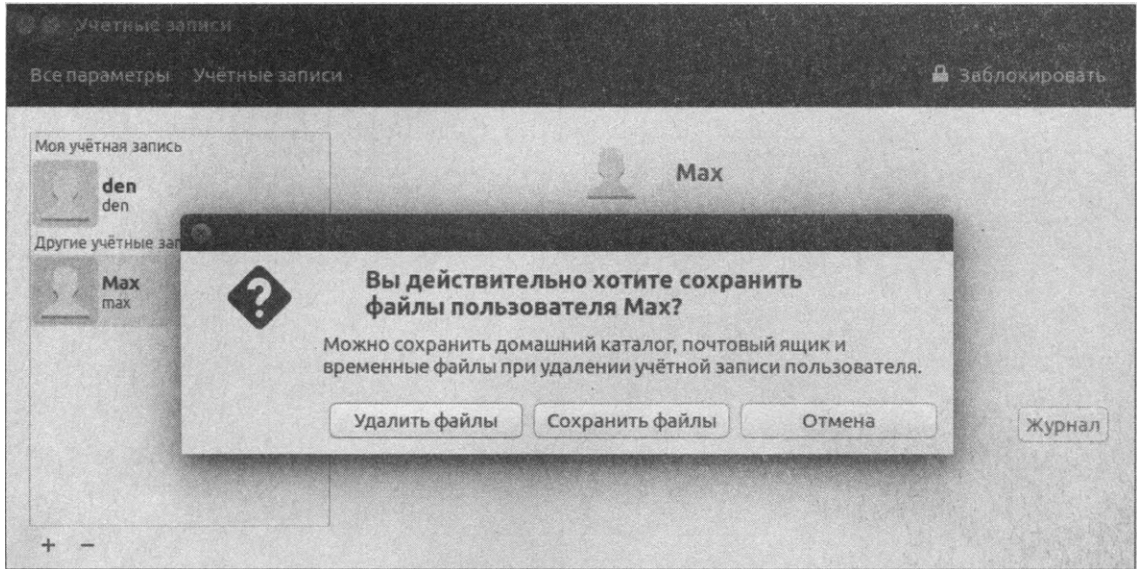 Учётные записи
Все параметры Учётные записи
Заблокировать
Моя учётная запись
den
den
Другие учётные зап
Max
max
Max
Вы действительно хотите сохранить
файлы пользователя Max?
Можно сохранить домашний каталог, почтовый ящик и
временные файлы при удалении учётной записи пользователя.
Удалить файлы
Сохранить файлы
Отмена
Журнал
+ −